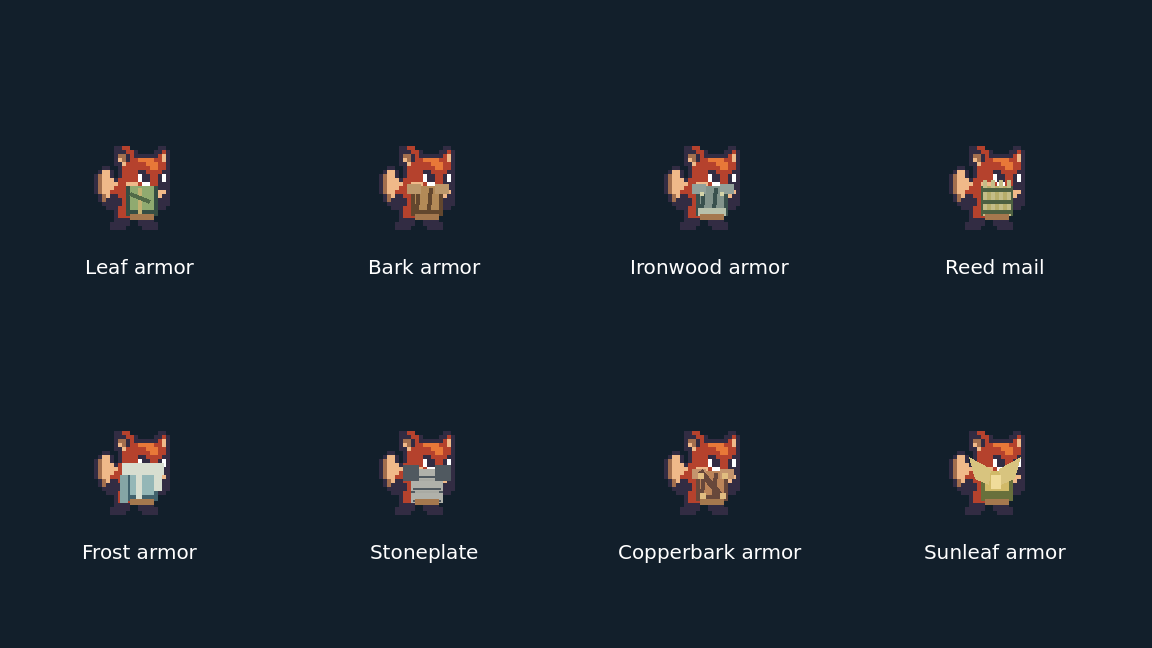 Leaf armor
Bark armor
Ironwood armor
Reed mail
Frost armor
Stoneplate
Copperbark armor
Sunleaf armor